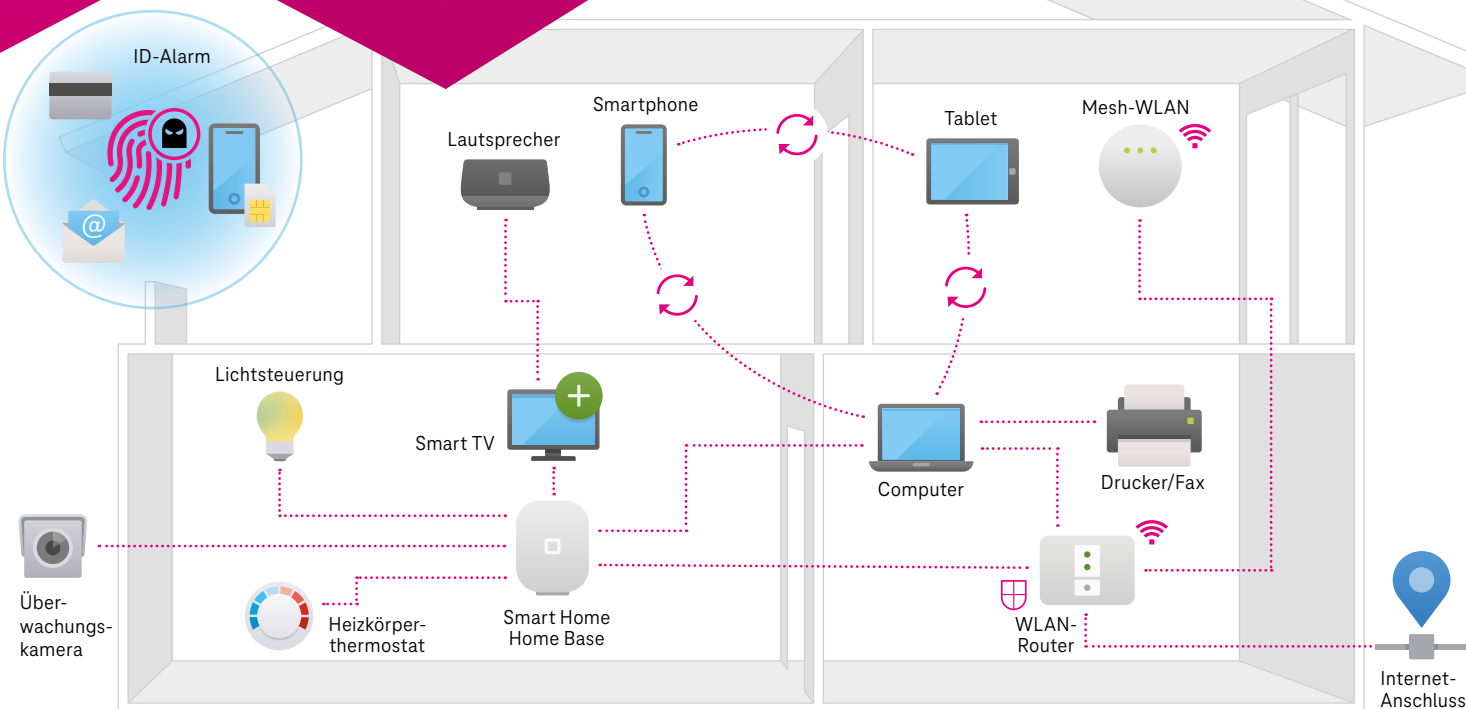 ID-Alarm
Smartphone
Mesh-WLAN
Tablet
Lautsprecher
@
Lichtsteuerung
Smart TV
Computer
Drucker/Fax
Über-
wachungs-
kamera
Heizkörper-
thermostat
Smart Home
Home Base
WLAN-
Router
Internet-
Anschluss